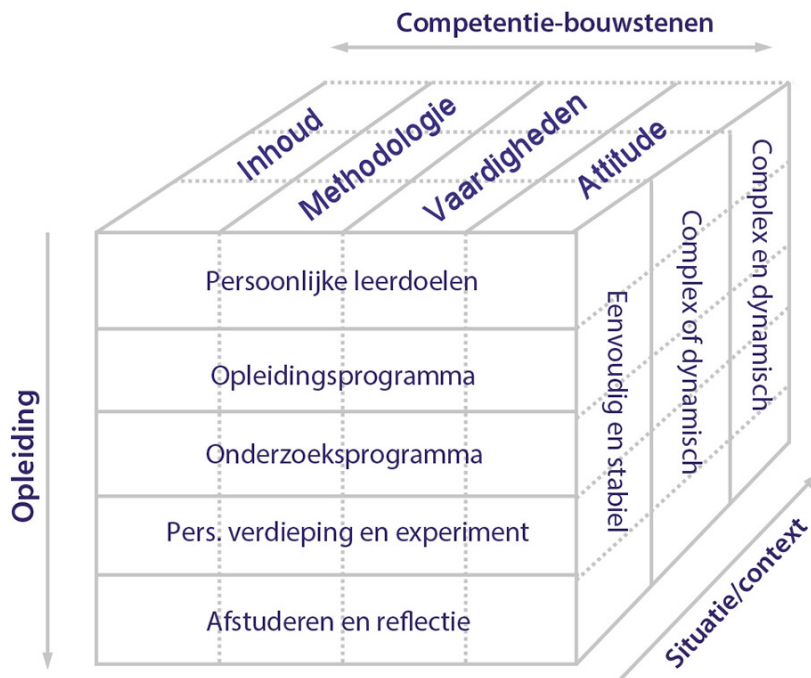 Competentie-bouwstenen
Inhoud
Methodologie
Vaardigheden
Attitude
Opleiding
Persoonlijke leerdoelen
Opleidingsprogramma
Onderzoeksprogramma
Pers. verdieping en experiment
Afstuderen en reflectie
Eenvoudig en stabiel
Complex of dynamisch
Complex en dynamisch
Situatie/context